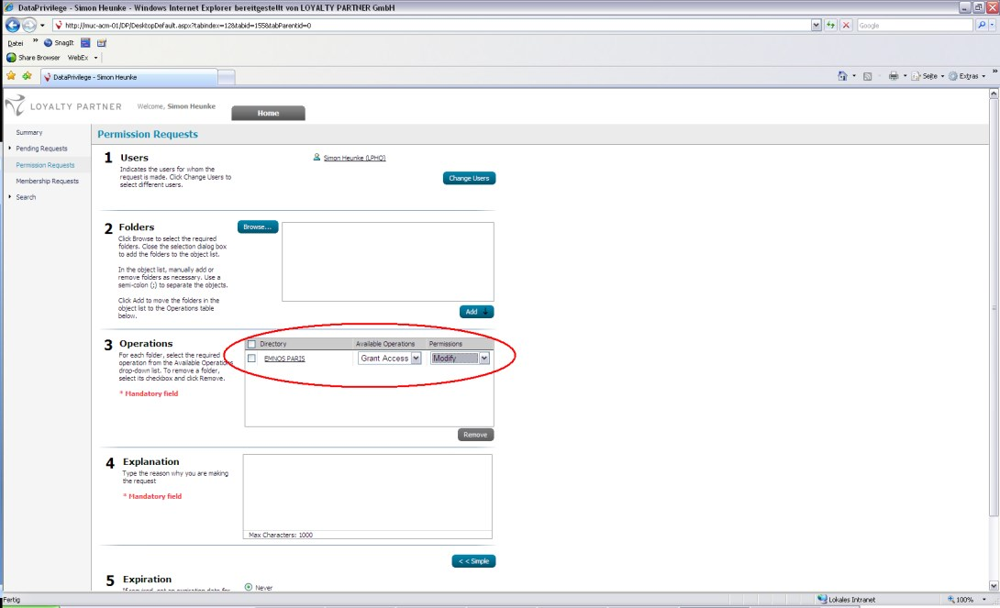 DataPrivilege - Simon Heunke - Windows Internet Explorer bereitgestellt von LOYALTY PARTNER GmbH
http://muc-acm-01/DP/DesktopDefault.aspx?tabindex=12&tabid=155&tabParentid=0
Google
Datei » SnagIt
Share Browser WebEx
DataPrivilege - Simon Heunke
Seite Extras »
LOYALTY PARTNER Welcome, Simon Heunke Home
Summary
Pending Requests
Permission Requests
Membership Requests
Search
Permission Requests
1 Users
Indicates the users for whom the
request is made. Click Change Users to
select different users.
Simon Heunke (LPHQ)
Change Users
2 Folders
Click Browse to select the required
folders. Close the selection dialog box
to add the folders to the object list.
In the object list, manually add or
remove folders as necessary. Use a
semi-colon (;) to separate the objects.
Click Add to move the folders in the
object list to the Operations table
below.
Browse...
Add
3 Operations
For each folder, select the required
operation from the Available Operations
drop-down list. To remove a folder,
select its checkbox and click Remove.
* Mandatory field
Directory Available Operations Permissions
EMNOS PARIS Grant Access Modify
Remove
4 Explanation
Type the reason why you are making
the request
* Mandatory field
Max Characters: 1000
< < Simple
5 Expiration
Never
Fertig Lokales Intranet 100%